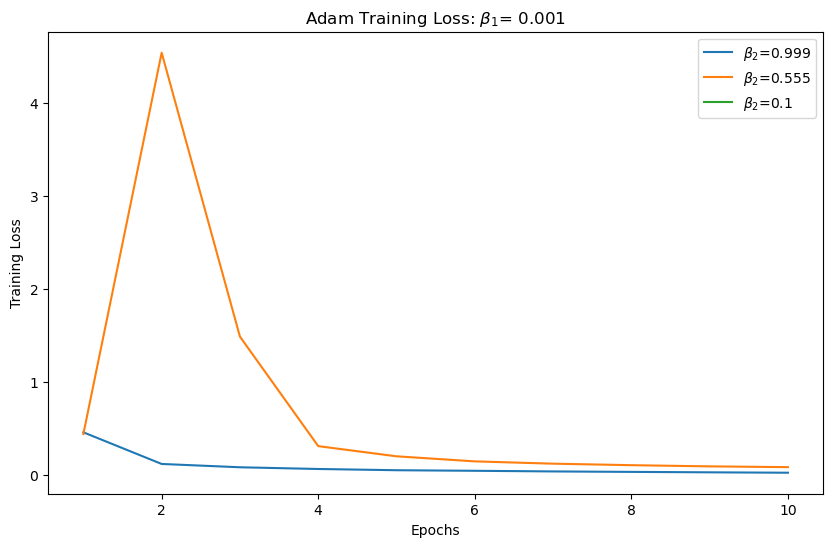 Adam Training Loss: β₁= 0.001
β₂=0.999
β₂=0.555
β₂=0.1
4
3
2
1
0
Training Loss
2 4 6 8 10
Epochs